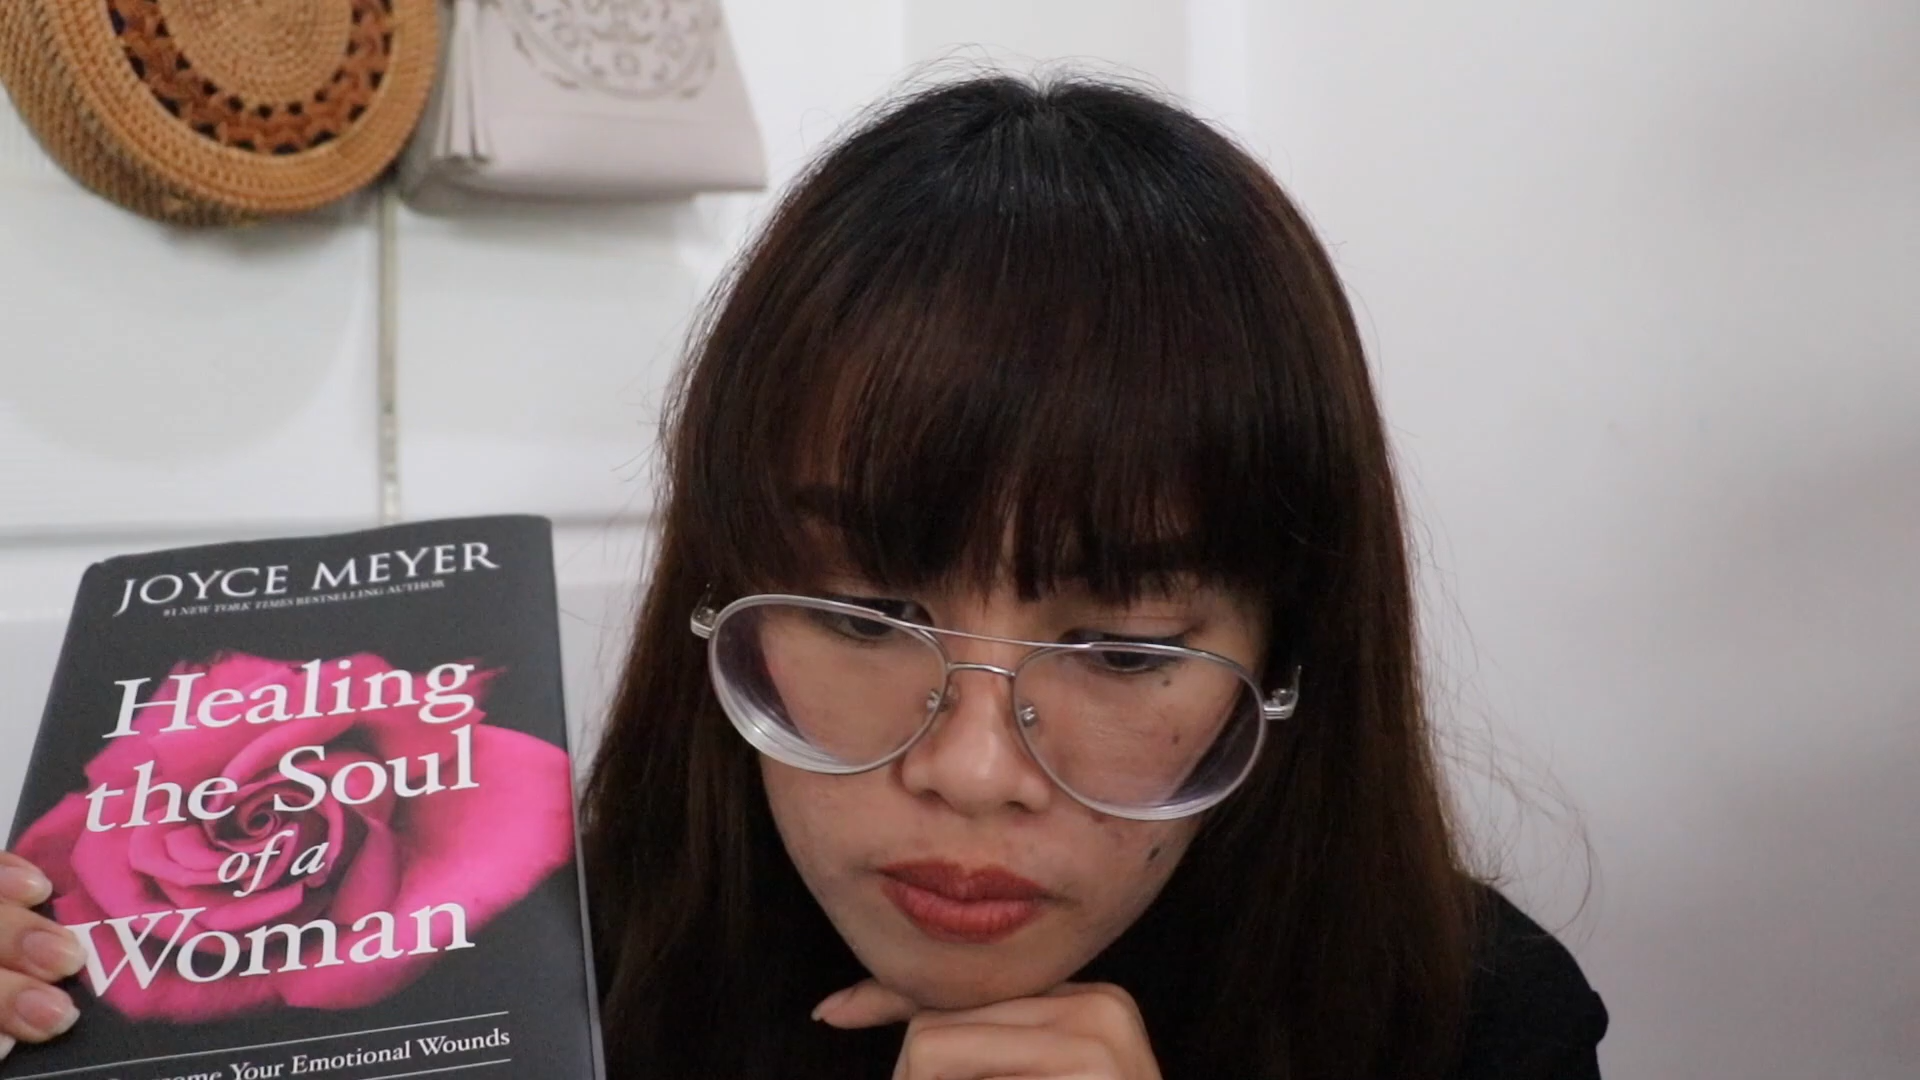 JOYCE MEYER
#1 NEW YORK TIMES BESTSELLING AUTHOR
Healing
the Soul
of a
Woman
Your Emotional Wounds